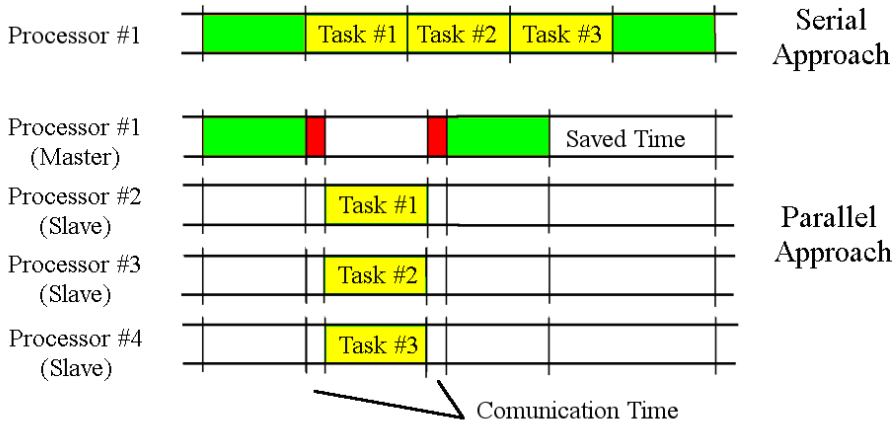 Processor #1
Task #1
Task #2
Task #3
Serial
Approach
Processor #1
(Master)
Saved Time
Processor #2
(Slave)
Task #1
Parallel
Approach
Processor #3
(Slave)
Task #2
Processor #4
(Slave)
Task #3
Comunication Time